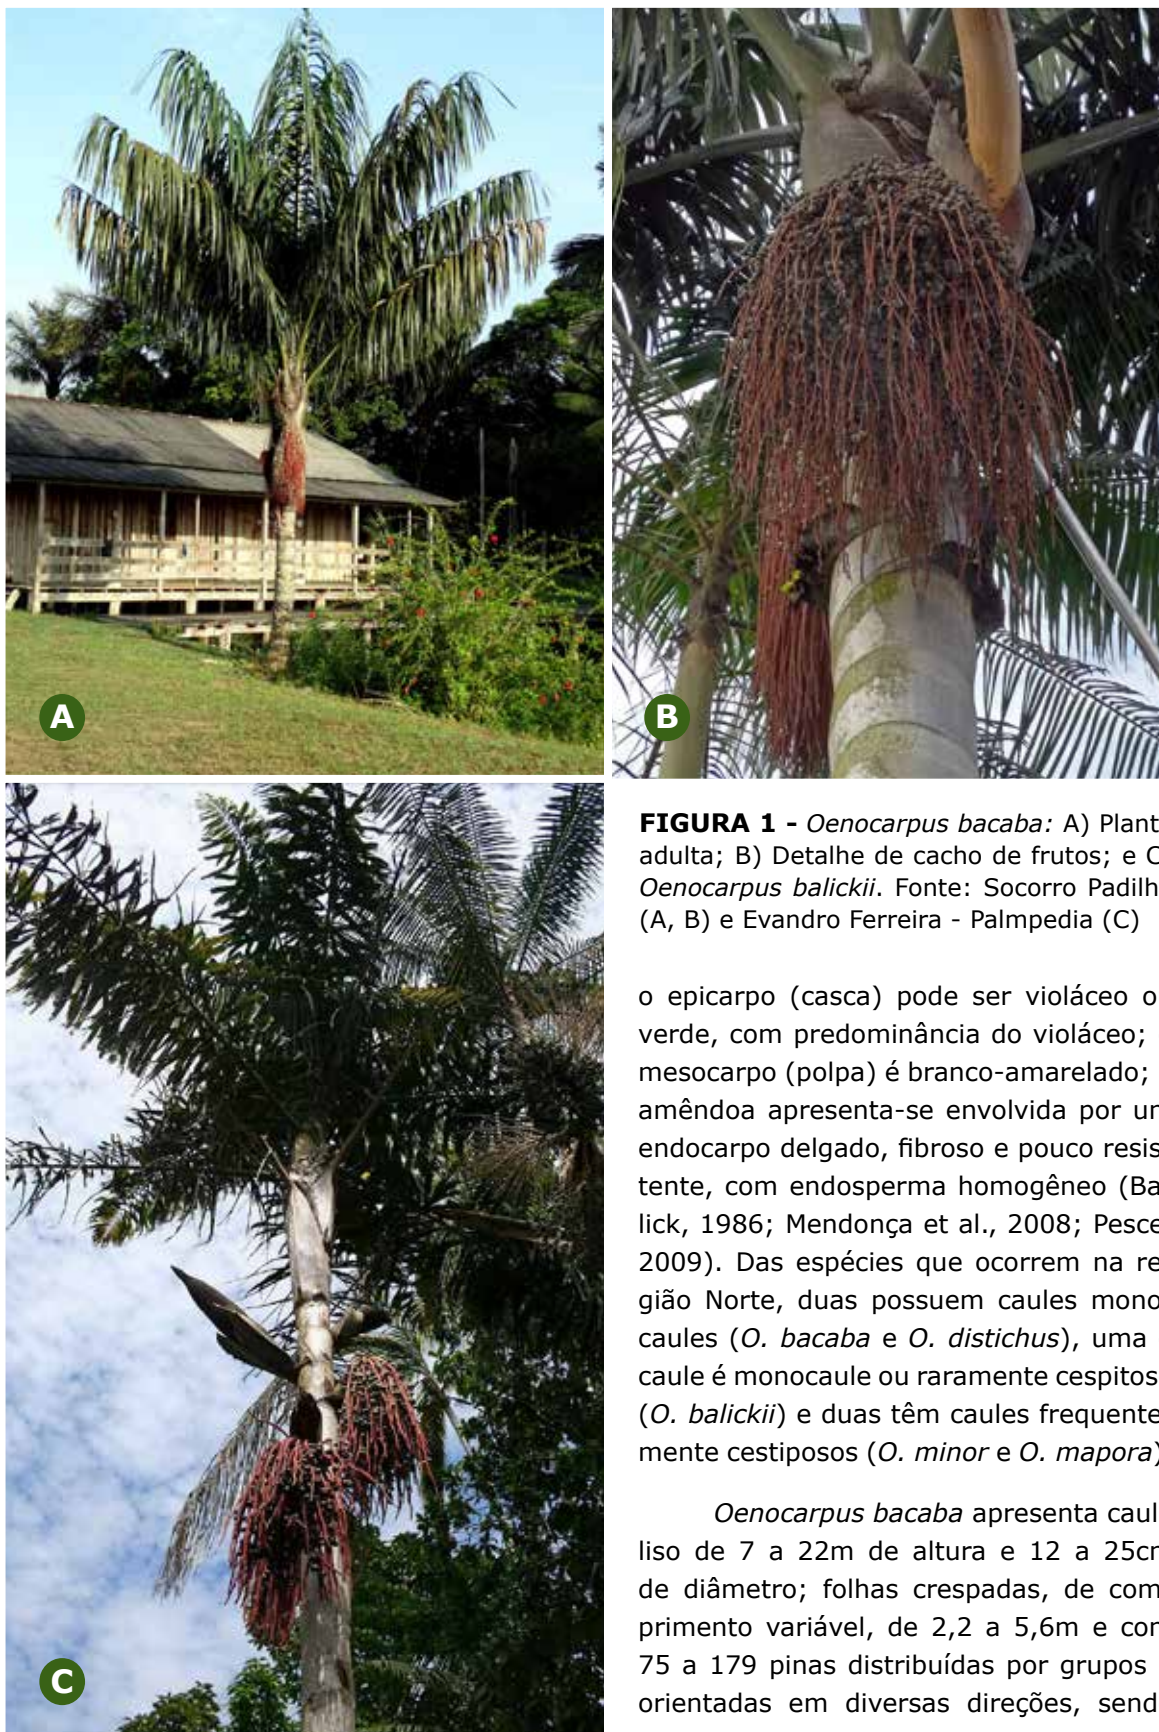 A
B
C
FIGURA 1 - Oenocarpus bacaba: A) Plant
adulta; B) Detalhe de cacho de frutos; e C
Oenocarpus balickii. Fonte: Socorro Padilh
(A, B) e Evandro Ferreira - Palmpedia (C)
o epicarpo (casca) pode ser violáceo o
verde, com predominância do violáceo;
mesocarpo (polpa) é branco-amarelado;
amêndoa apresenta-se envolvida por un
endocarpo delgado, fibroso e pouco resis
tente, com endosperma homogêneo (Ba
lick, 1986; Mendonça et al., 2008; Pesce
2009). Das espécies que ocorrem na re
gião Norte, duas possuem caules mono
caules (O. bacaba e O. distichus), uma
caule é monocaule ou raramente cespitos
(O. balickii) e duas têm caules frequente
mente cestiposos (O. minor e O. mapora)
Oenocarpus bacaba apresenta caul
liso de 7 a 22m de altura e 12 a 25cm
de diâmetro; folhas crespadas, de com
primento variável, de 2,2 a 5,6m e con
75 a 179 pinas distribuídas por grupos
orientadas em diversas direções, send